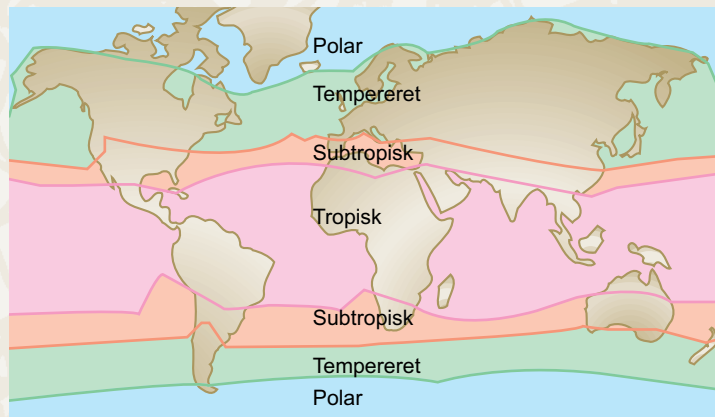 Polar
Tempereret
Subtropisk
Tropisk
Subtropisk
Tempereret
Polar